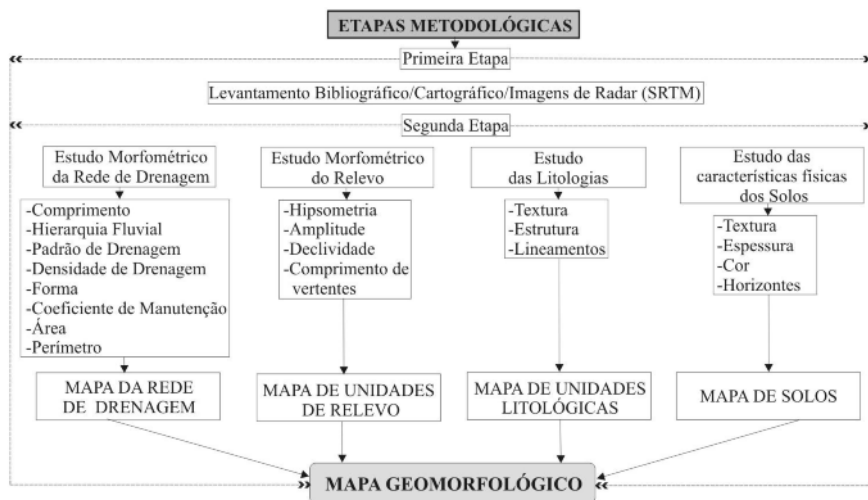 ETAPAS METODOLÓGICAS
Primeira Etapa
Levantamento Bibliográfico/Cartográfico/Imagens de Radar (SRTM)
Segunda Etapa
Estudo Morfométrico
da Rede de Drenagem
-Comprimento
-Hierarquia Fluvial
-Padrão de Drenagem
-Densidade de Drenagem
-Forma
-Coeficiente de Manutenção
-Área
-Perímetro
MAPA DA REDE
DE DRENAGEM
Estudo Morfométrico
do Relevo
-Hipsometria
-Amplitude
-Declividade
-Comprimento de
vertentes
MAPA DE UNIDADES
DE RELEVO
Estudo
das Litologias
-Textura
-Estrutura
-Lineamentos
MAPA DE UNIDADES
LITOLÓGICAS
Estudo das
características físicas
dos Solos
-Textura
-Espessura
-Cor
-Horizontes
MAPA DE SOLOS
MAPA GEOMORFOLÓGICO